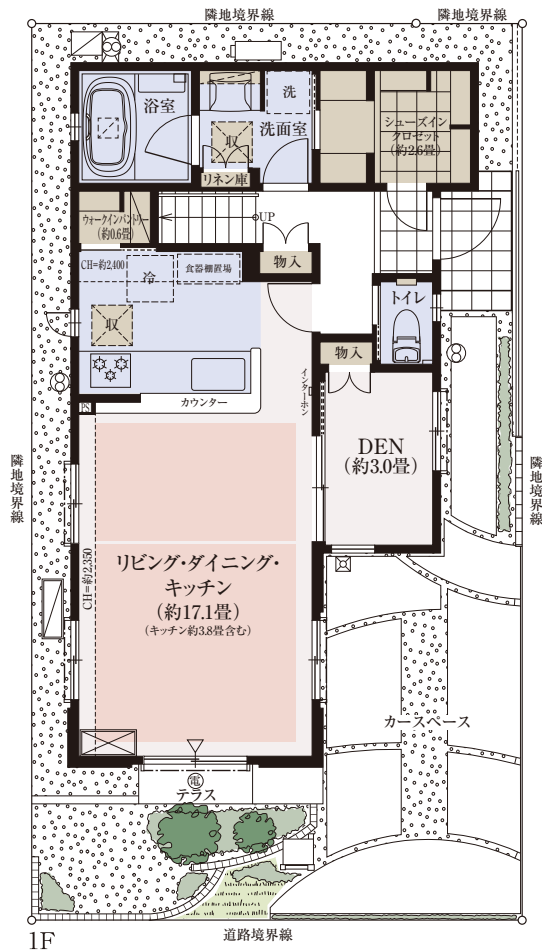 隣地境界線
隣地境界線
浴室
洗
収
洗面室
リネン庫
シューズイン
クロゼット
(約2.6畳)
ウォークインパントリー
(約0.6畳)
UP
物入
CH=約2,400
冷
食器棚置場
トイレ
収
物入
カウンター
インターホン
DEN
(約3.0畳)
隣地境界線
隣地境界線
CH=約2,350
リビング・ダイニング・
キッチン
(約17.1畳)
(キッチン約3.8畳含む)
カースペース
電
テラス
道路境界線
1F